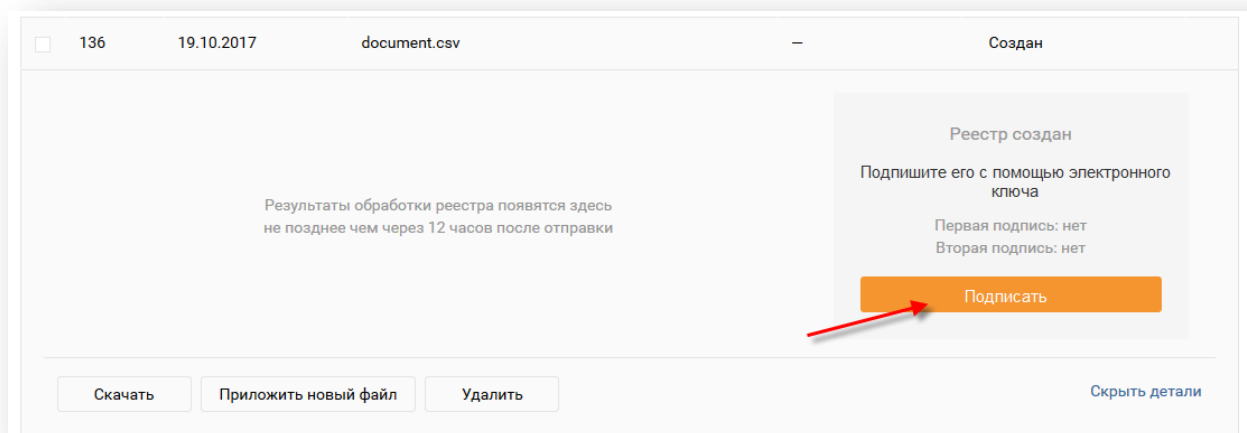 136 19.10.2017 document.csv — Создан
Реестр создан
Подпишите его с помощью электронного
ключа
Результаты обработки реестра появятся здесь
не позднее чем через 12 часов после отправки
Первая подпись: нет
Вторая подпись: нет
Подписать
Скачать Приложить новый файл Удалить Скрыть детали